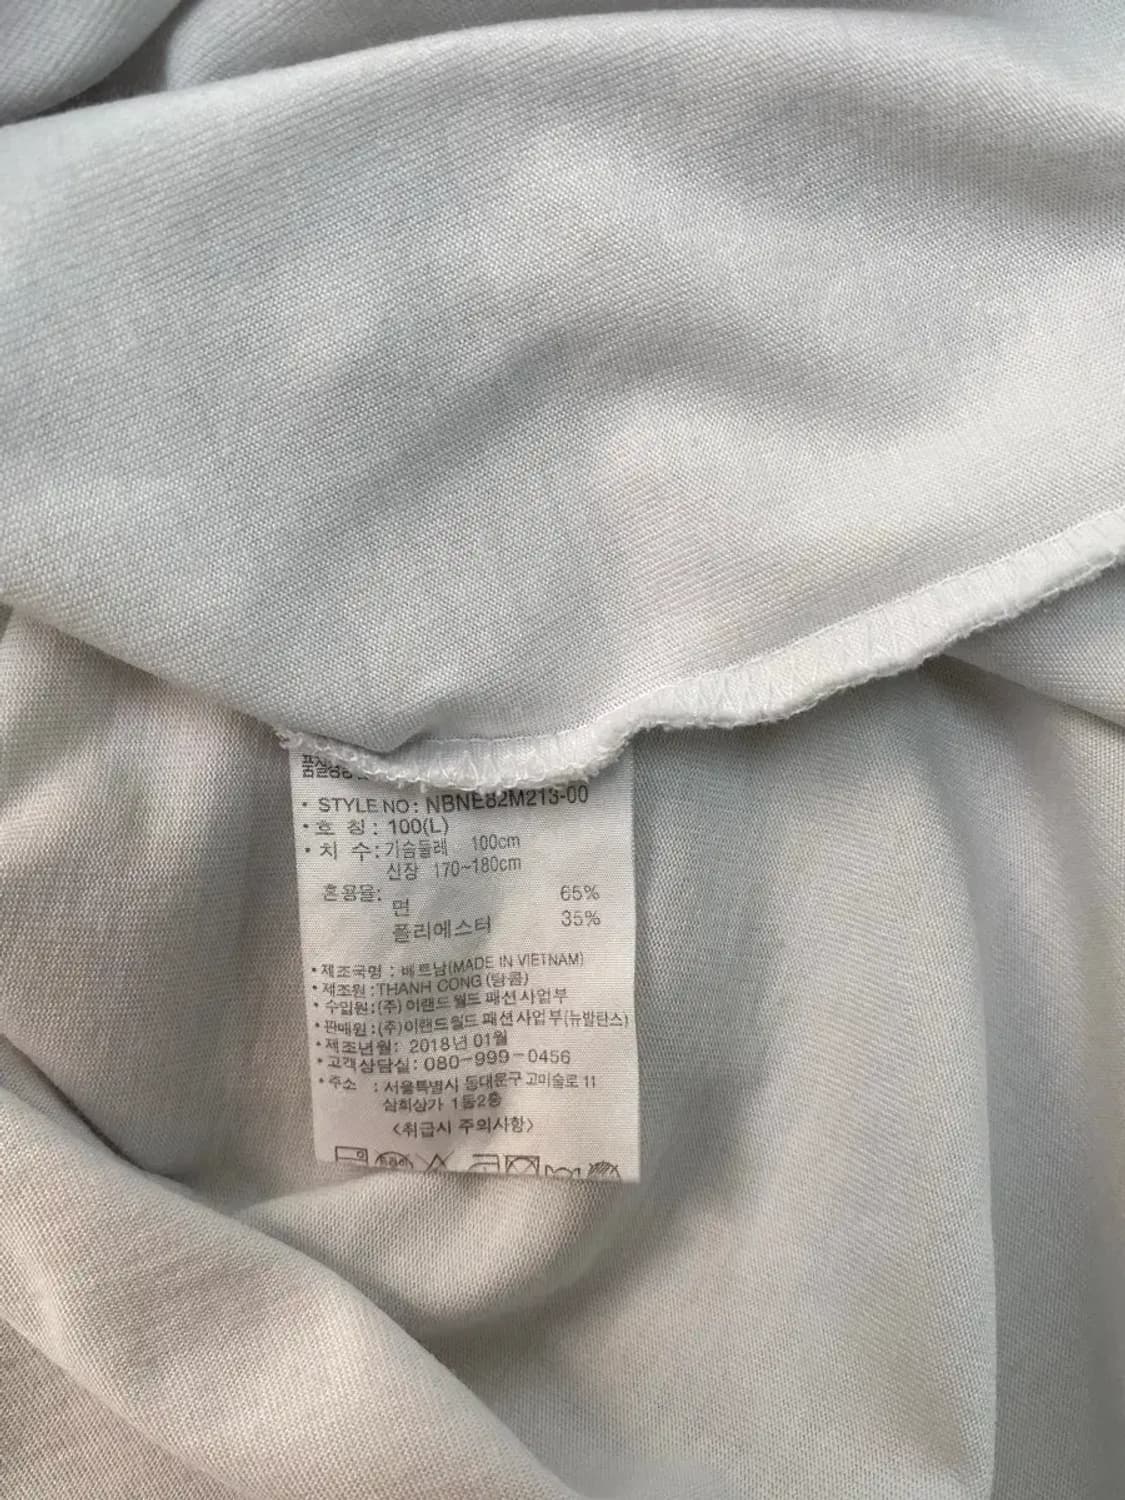 · STYLE NO: NBNE82M213-00
· 호 칭 : 100(L)
· 치 수: 가슴둘레 100cm
신장 170~180cm
혼용율:
면 65%
폴리에스터 35%
· 제조국명 : 베트남(MADE IN VIETNAM)
· 제조원 : THANH CONG (탕콤)
· 수입원 : (주) 이랜드월드 패션사업부
· 판매원 : (주)이랜드월드 패션사업부(뉴발란스)
· 제조년월: 2018년 01월
· 고객상담실: 080-999-0456
· 주소 : 서울특별시 동대문구 고미술로 11
삼희상가 1동2층
<취급시 주의사항>